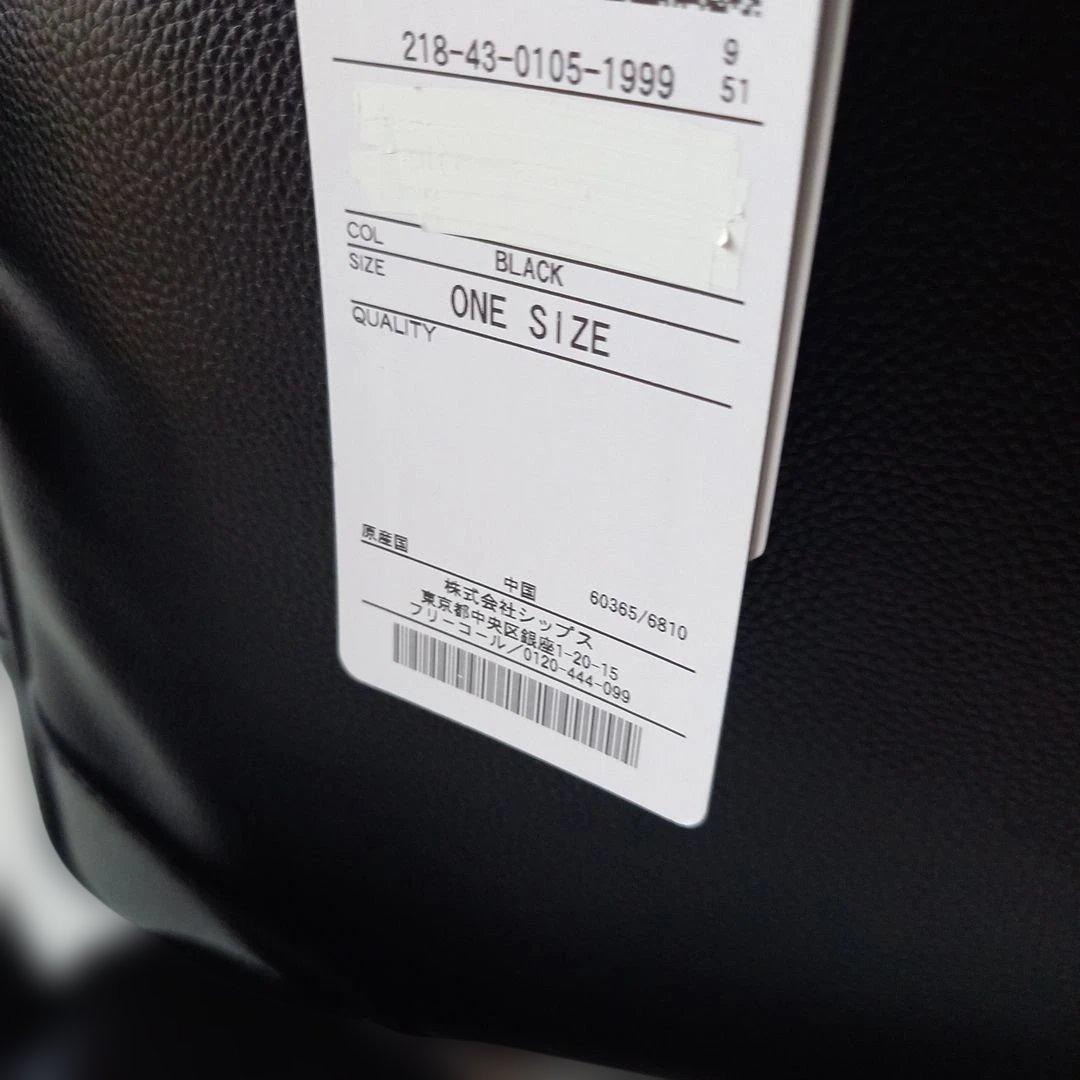 9
218-43-0105-1999 51
COL BLACK
SIZE ONE SIZE
QUALITY
原産国 中国 60365/6810
株式会社シップス
東京都中央区銀座1-20-15
フリーコール/0120-444-099